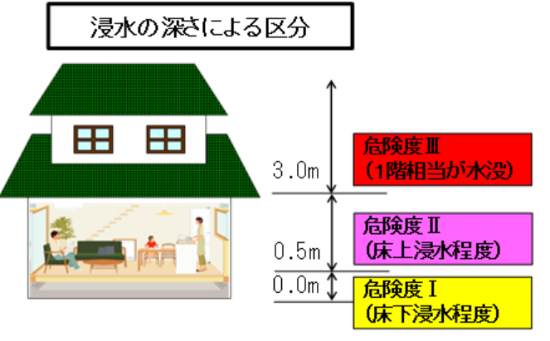 浸水の深さによる区分
3.0m
危険度Ⅲ
(1階相当が水没)
0.5m
危険度Ⅱ
(床上浸水程度)
0.0m
危険度Ⅰ
(床下浸水程度)